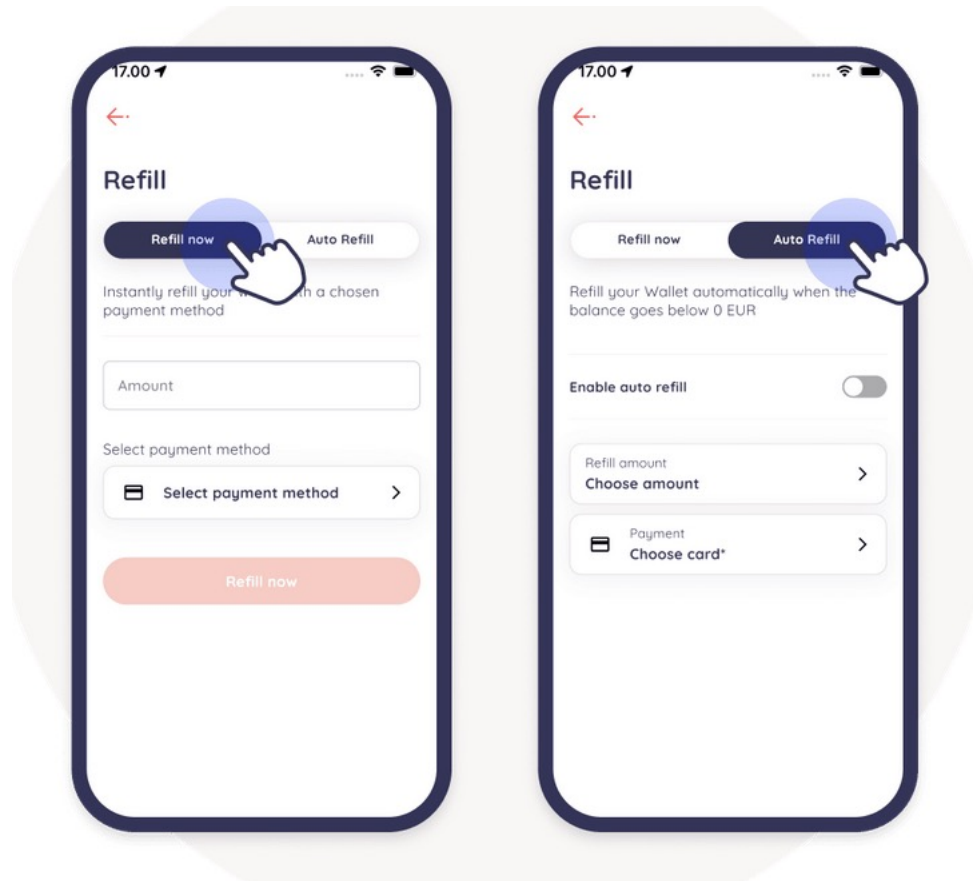 17.00
Refill
Refill now
Auto Refill
Instantly refill your with a chosen
payment method
Amount
Select payment method
Select payment method
Refill now
17.00
Refill
Refill now
Auto Refill
Refill your Wallet automatically when the
balance goes below 0 EUR
Enable auto refill
Refill amount
Choose amount
Payment
Choose card*